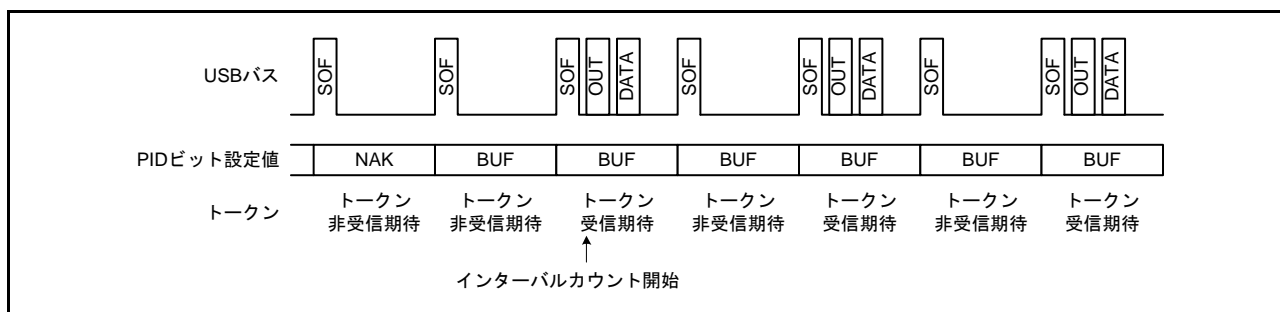 USBバス
SOF SOF SOF OUT DATA SOF SOF OUT DATA SOF SOF OUT DATA
PIDビット設定値 NAK BUF BUF BUF BUF BUF BUF
トークン
トークン 非受信期待
トークン 非受信期待
トークン 受信期待
トークン 非受信期待
トークン 受信期待
トークン 非受信期待
トークン 受信期待
インターバルカウント開始